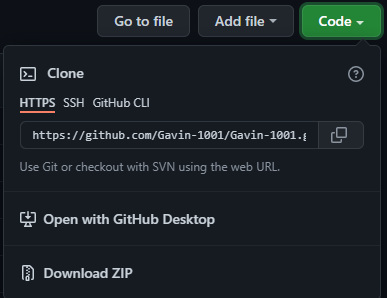 Go to file Add file Code
Clone
HTTPS SSH GitHub CLI
https://github.com/Gavin-1001/Gavin-1001.g
Use Git or checkout with SVN using the web URL.
Open with GitHub Desktop
Download ZIP